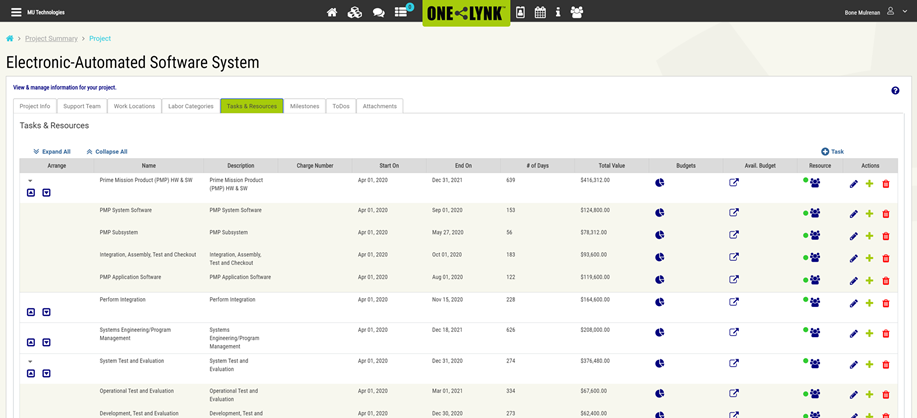 MU Technologies
9
ONE LYNK
Bone Mulrenan
Project Summary
Project
Electronic-Automated Software System
View & manage information for your project.
Project Info
Support Team
Work Locations
Labor Categories
Tasks & Resources
Milestones
ToDos
Attachments
Tasks & Resources
Expand All
Collapse All
Task
Arrange Name Description Charge Number Start On End On # of Days Total Value Budgets Avail. Budget Resource Actions
Prime Mission Product (PMP) HW & SW Prime Mission Product Apr 01, 2020 Dec 31, 2021 639 $416,312.00
(PMP) HW & SW
PMP System Software PMP System Software Apr 01, 2020 Sep 01, 2020 153 $124,800.00
PMP Subsystem PMP Subsystem Apr 01, 2020 May 27, 2020 56 $78,312.00
Integration, Assembly, Test and Checkout Integration, Assembly, Apr 01, 2020 Oct 01, 2020 183 $93,600.00
Test and Checkout
PMP Application Software PMP Application Software Apr 01, 2020 Aug 01, 2020 122 $119,600.00
Perform Integration Perform Integration Apr 01, 2020 Nov 15, 2020 228 $164,600.00
Systems Engineering/Program Systems Apr 01, 2020 Dec 18, 2021 626 $208,000.00
Management Engineering/Program
Management
System Test and Evaluation System Test and Apr 01, 2020 Dec 31, 2020 274 $376,480.00
Evaluation
Operational Test and Evaluation Operational Test and Apr 01, 2020 Mar 01, 2021 334 $67,600.00
Evaluation
Development, Test and Evaluation Development, Test and Apr 01, 2020 Dec 30, 2020 273 $62,400.00